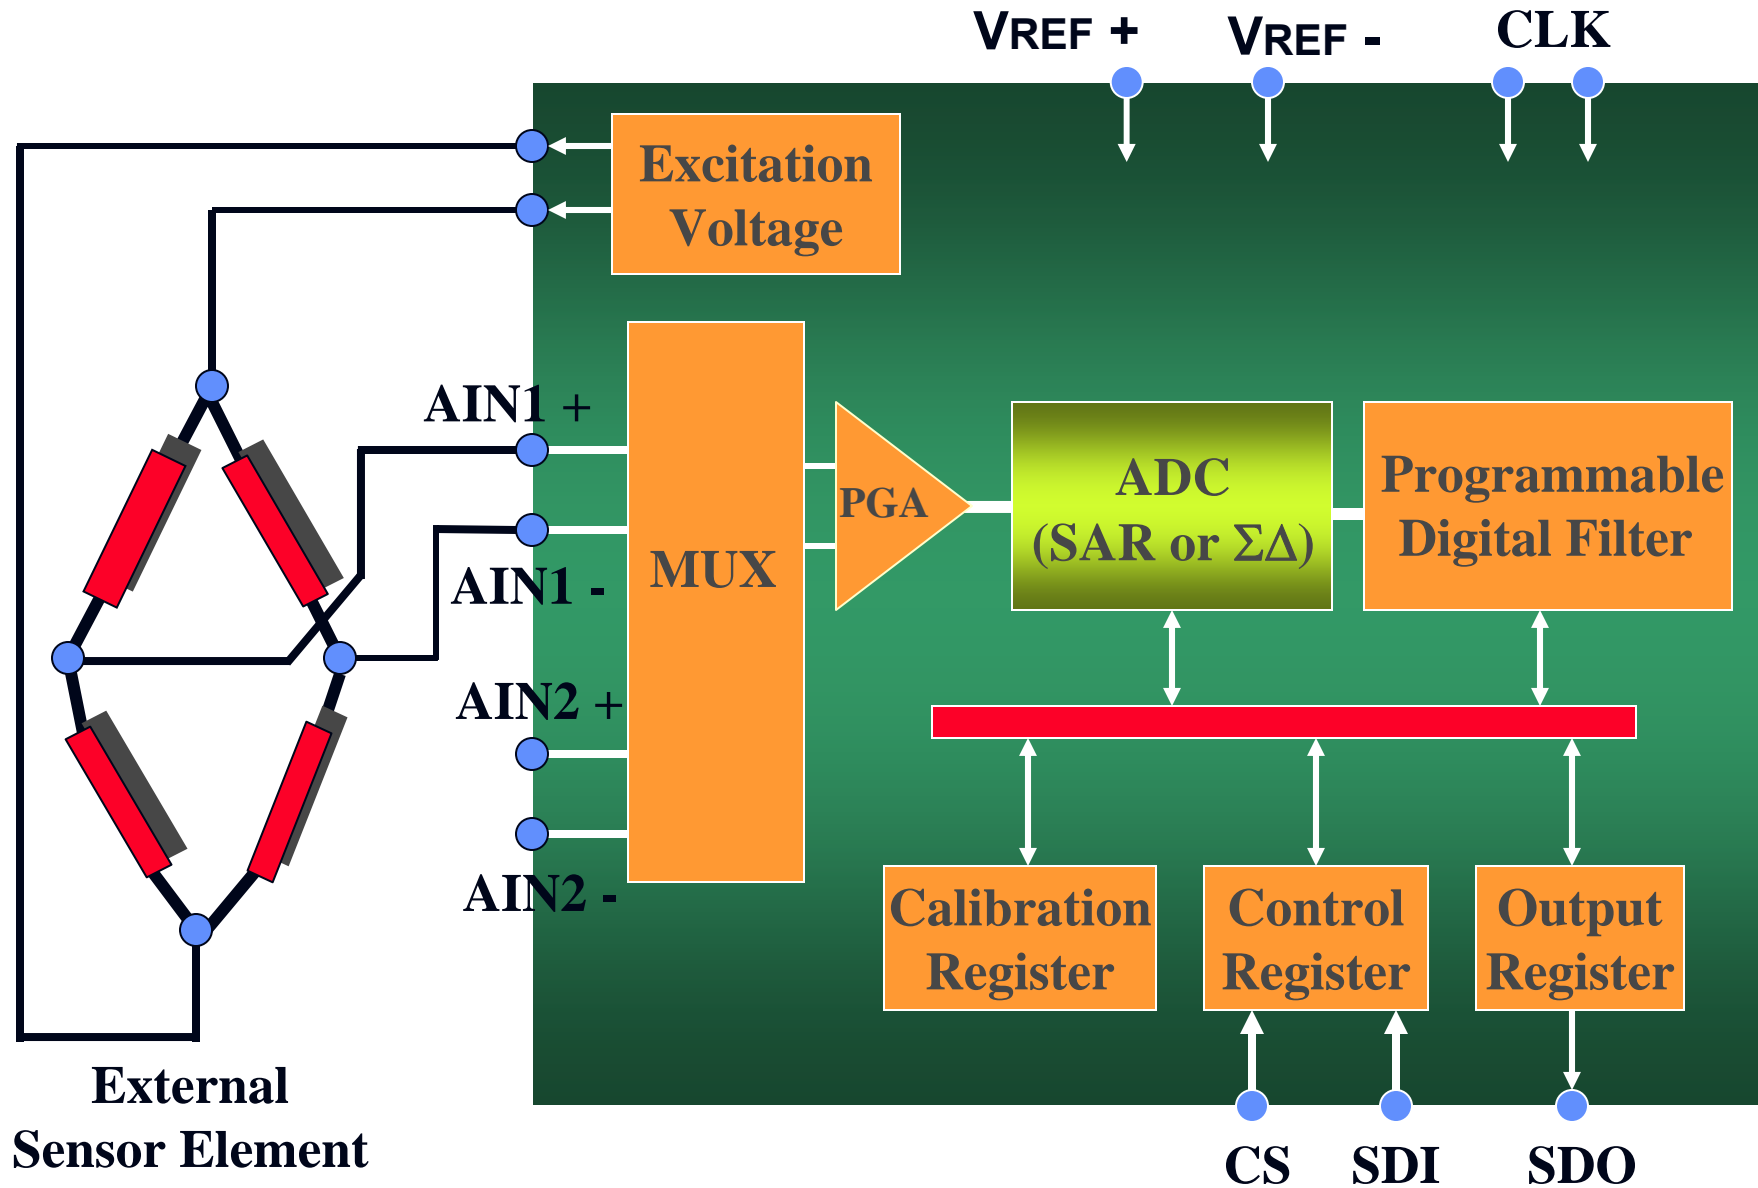 VREF +
VREF -
CLK
Excitation
Voltage
AIN1 +
AIN1 -
AIN2 +
AIN2 -
MUX
PGA
ADC
(SAR or ΣΔ)
Programmable
Digital Filter
Calibration
Register
Control
Register
Output
Register
External
Sensor Element
CS
SDI
SDO